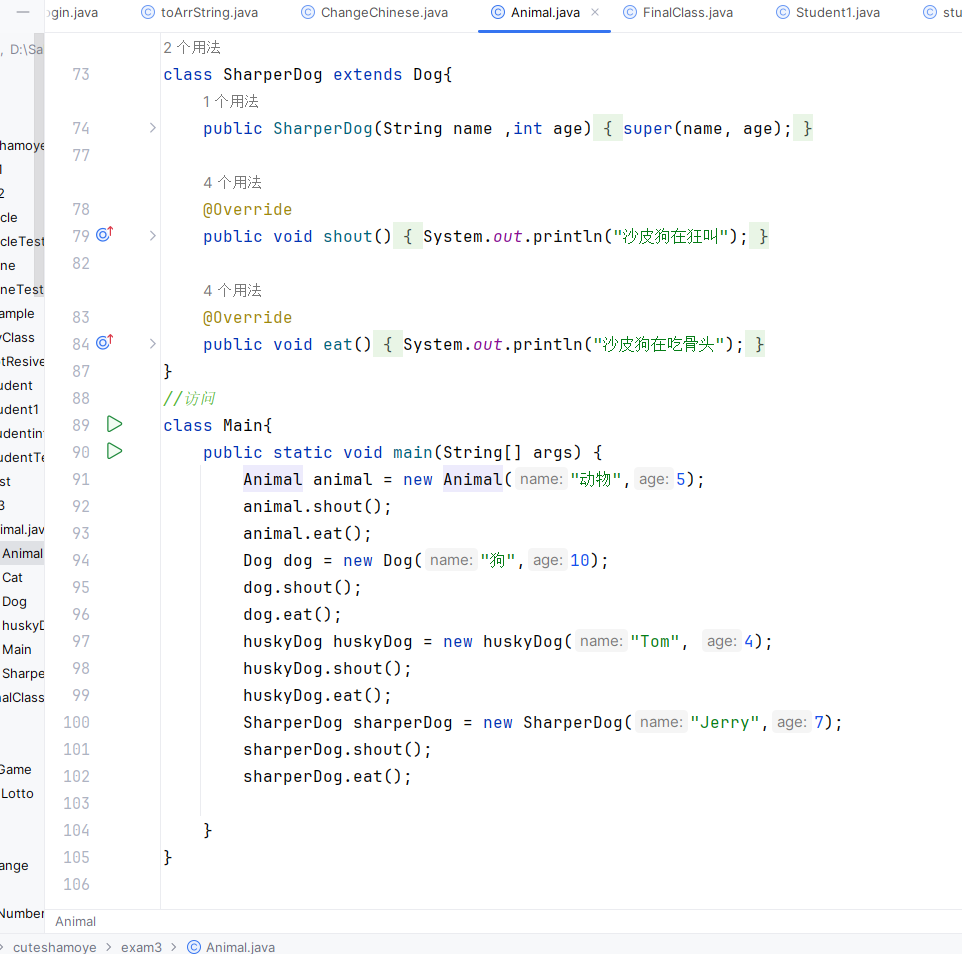 gin.java toArrString.java ChangeChinese.java Animal.java FinalClass.java Student1.java stu
, D:\Sa
hamoye
1
2
cle
cleTest
ne
neTest
ample
yClass
tResive
udent
udent1
udentin
udentTe
st
3
imal.jav
Animal
Cat
Dog
huskyD
Main
Sharpe
nalClass
Game
Lotto
ange
Number
2 个用法
73 class SharperDog extends Dog{
1 个用法
74 public SharperDog(String name ,int age) { super(name, age); }
77
4 个用法
78 @Override
79 public void shout() { System.out.println("沙皮狗在狂叫"); }
82
4 个用法
83 @Override
84 public void eat() { System.out.println("沙皮狗在吃骨头"); }
87 }
88 //访问
89 class Main{
90 public static void main(String[] args) {
91 Animal animal = new Animal( name: "动物", age: 5);
92 animal.shout();
93 animal.eat();
94 Dog dog = new Dog( name: "狗", age: 10);
95 dog.shout();
96 dog.eat();
97 huskyDog huskyDog = new huskyDog( name: "Tom", age: 4);
98 huskyDog.shout();
99 huskyDog.eat();
100 SharperDog sharperDog = new SharperDog( name: "Jerry", age: 7);
101 sharperDog.shout();
102 sharperDog.eat();
103
104 }
105 }
106
Animal
cuteshamoye > exam3 > Animal.java